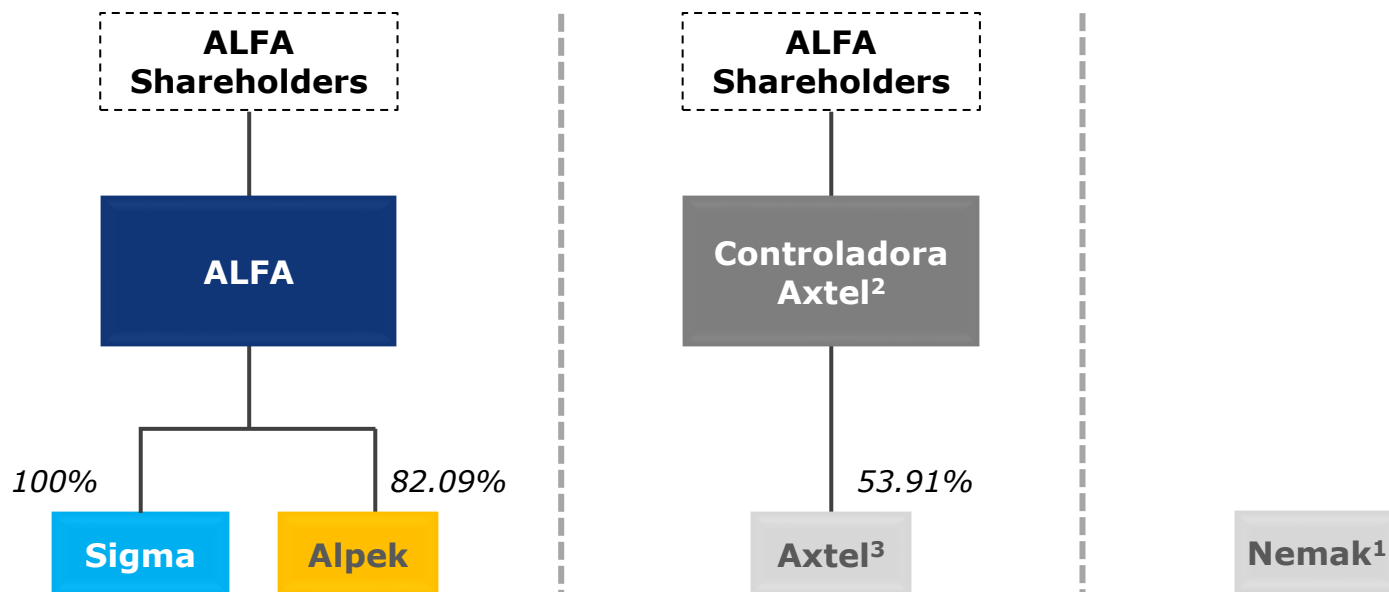 ALFA
Shareholders
ALFA
Shareholders
ALFA
Controladora
Axtel²
100%
82.09%
53.91%
Sigma
Alpek
Axtel³
Nemak¹